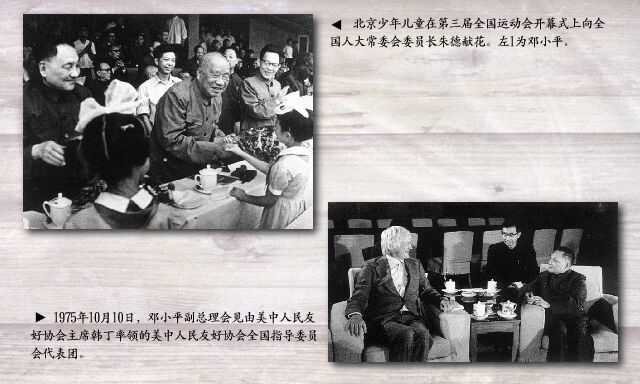 ◀ 北京少年儿童在第三届全国运动会开幕式上向全
国人大常委会委员长朱德献花。左1为邓小平。
▶ 1975年10月10日，邓小平副总理会见由美中人民友
好协会主席韩丁率领的美中人民友好协会全国指导委员
会代表团。